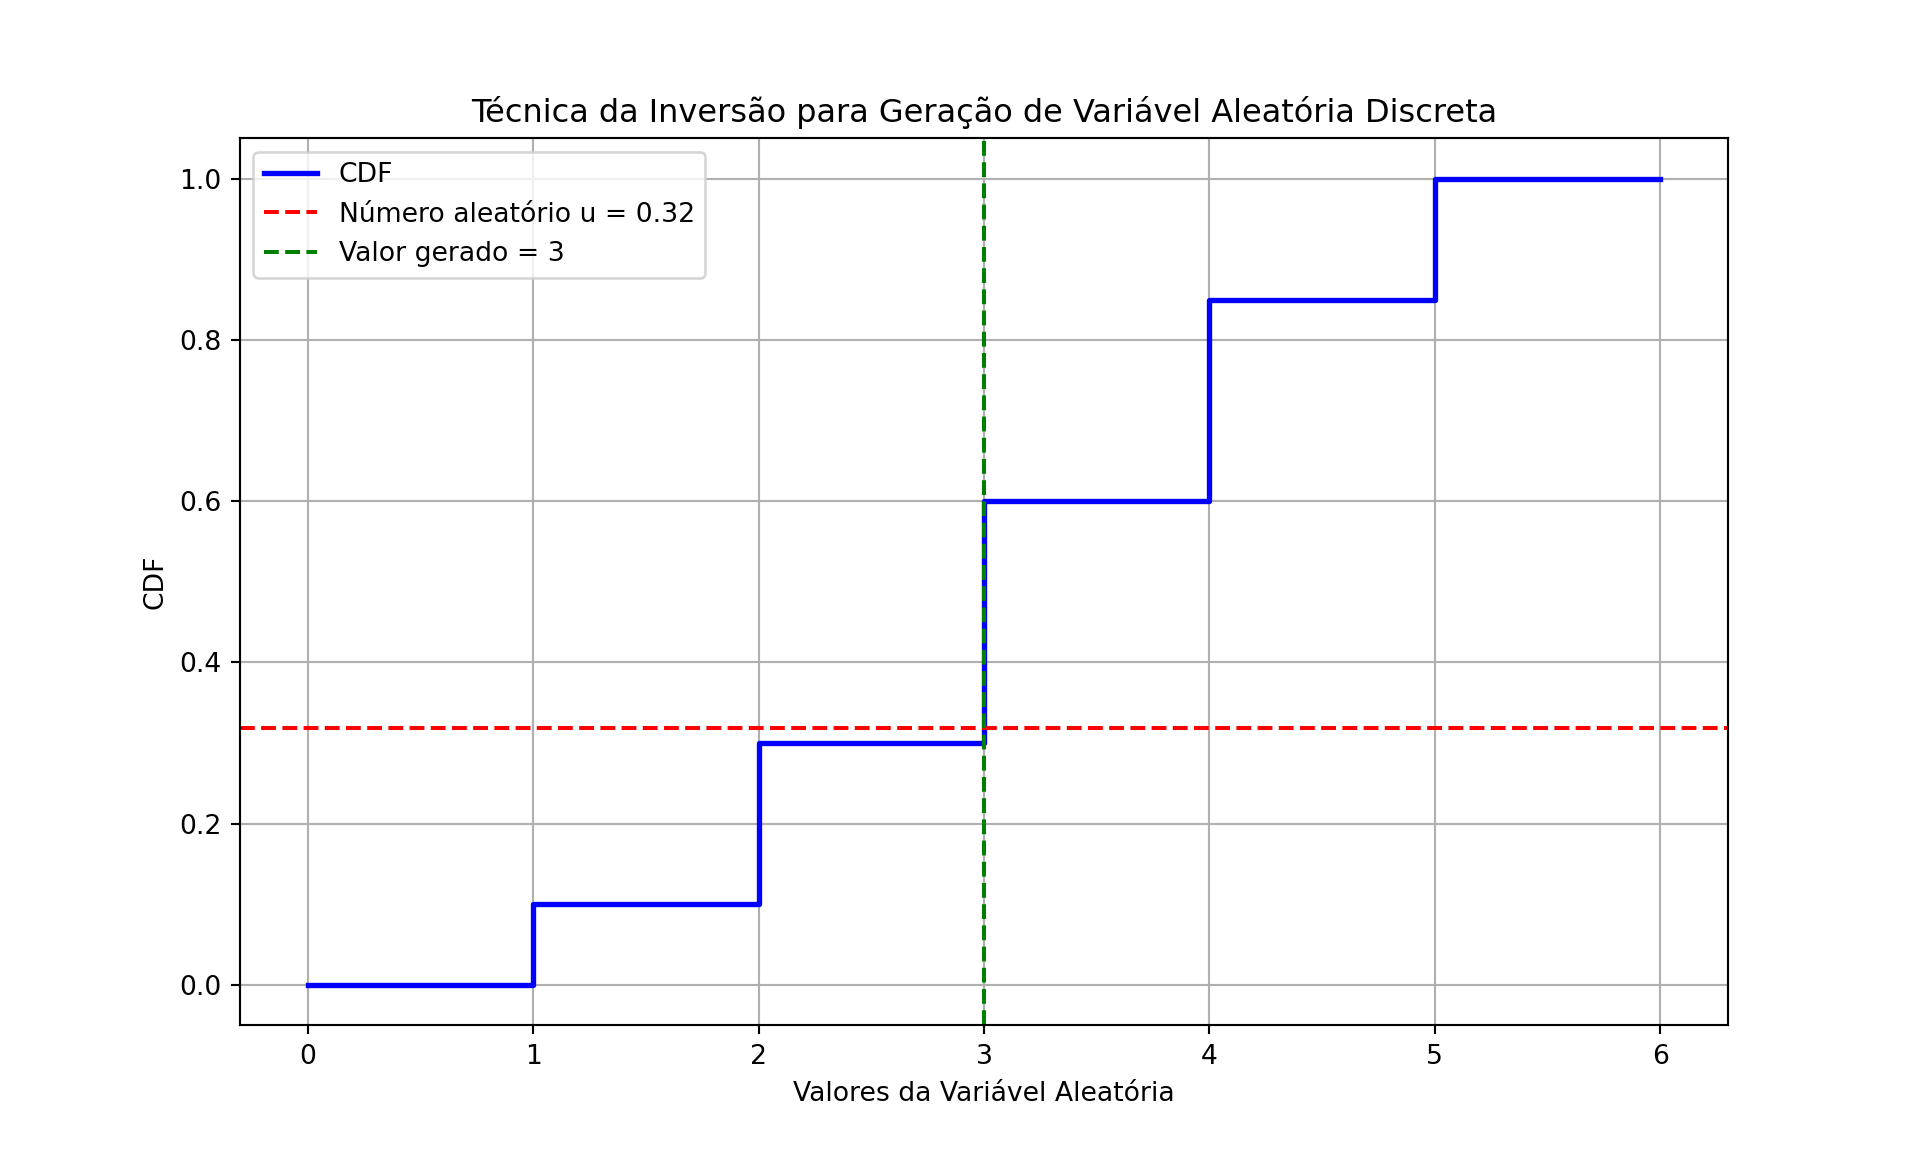 Técnica da Inversão para Geração de Variável Aleatória Discreta
CDF
Número aleatório u = 0.32
Valor gerado = 3
1.0
0.8
0.6
0.4
0.2
0.0
CDF
0 1 2 3 4 5 6
Valores da Variável Aleatória